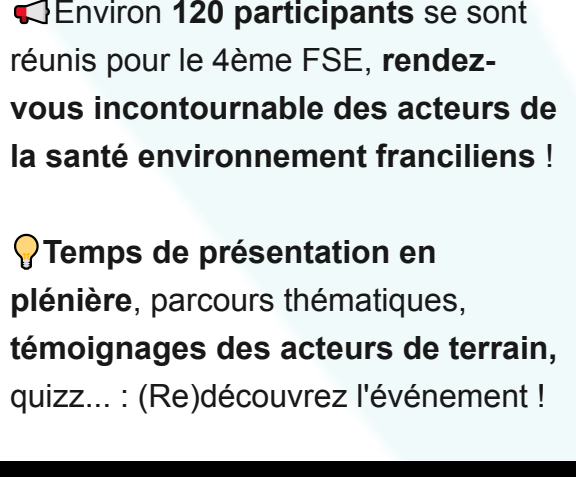 📢Environ 120 participants se sont
réunis pour le 4ème FSE, rendez-
vous incontournable des acteurs de
la santé environnement franciliens !
💡Temps de présentation en
plénière, parcours thématiques,
témoignages des acteurs de terrain,
quizz... : (Re)découvrez l'événement !